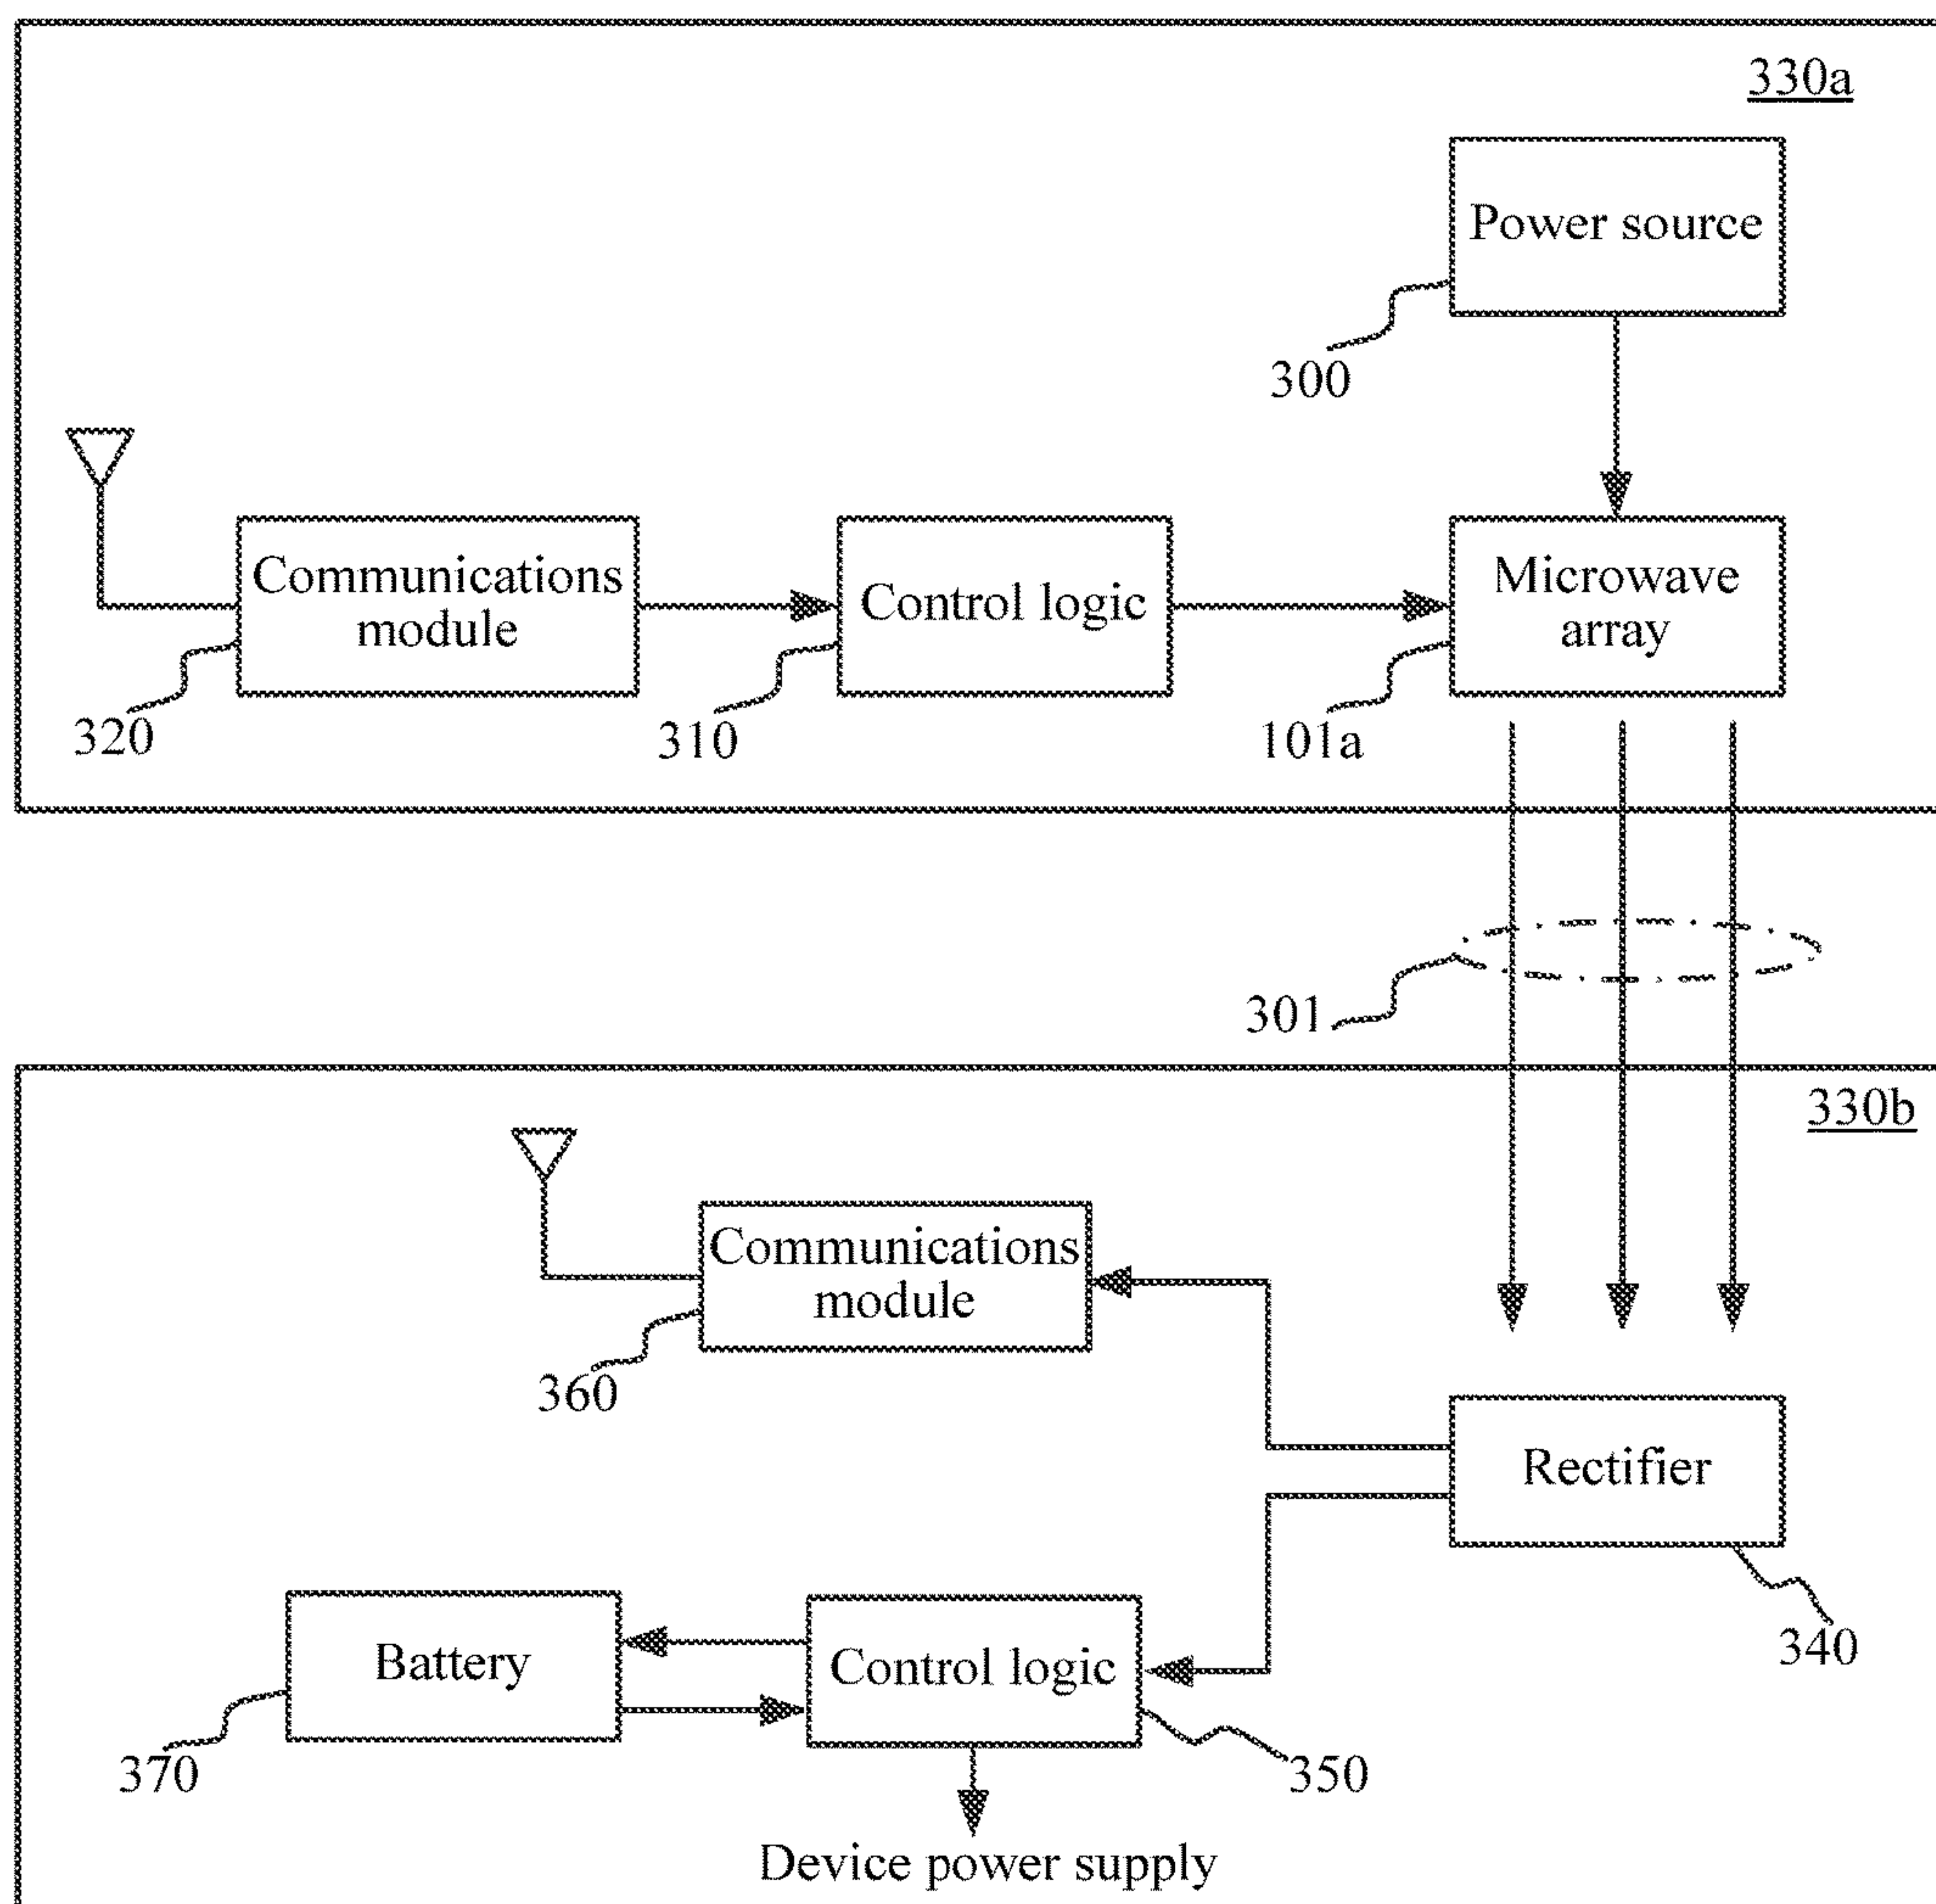 330a
Power source
300
Communications
module
Control logic
Microwave
array
320
310
101a
301
330b
Communications
module
360
Rectifier
340
Battery
Control logic
370
350
Device power supply